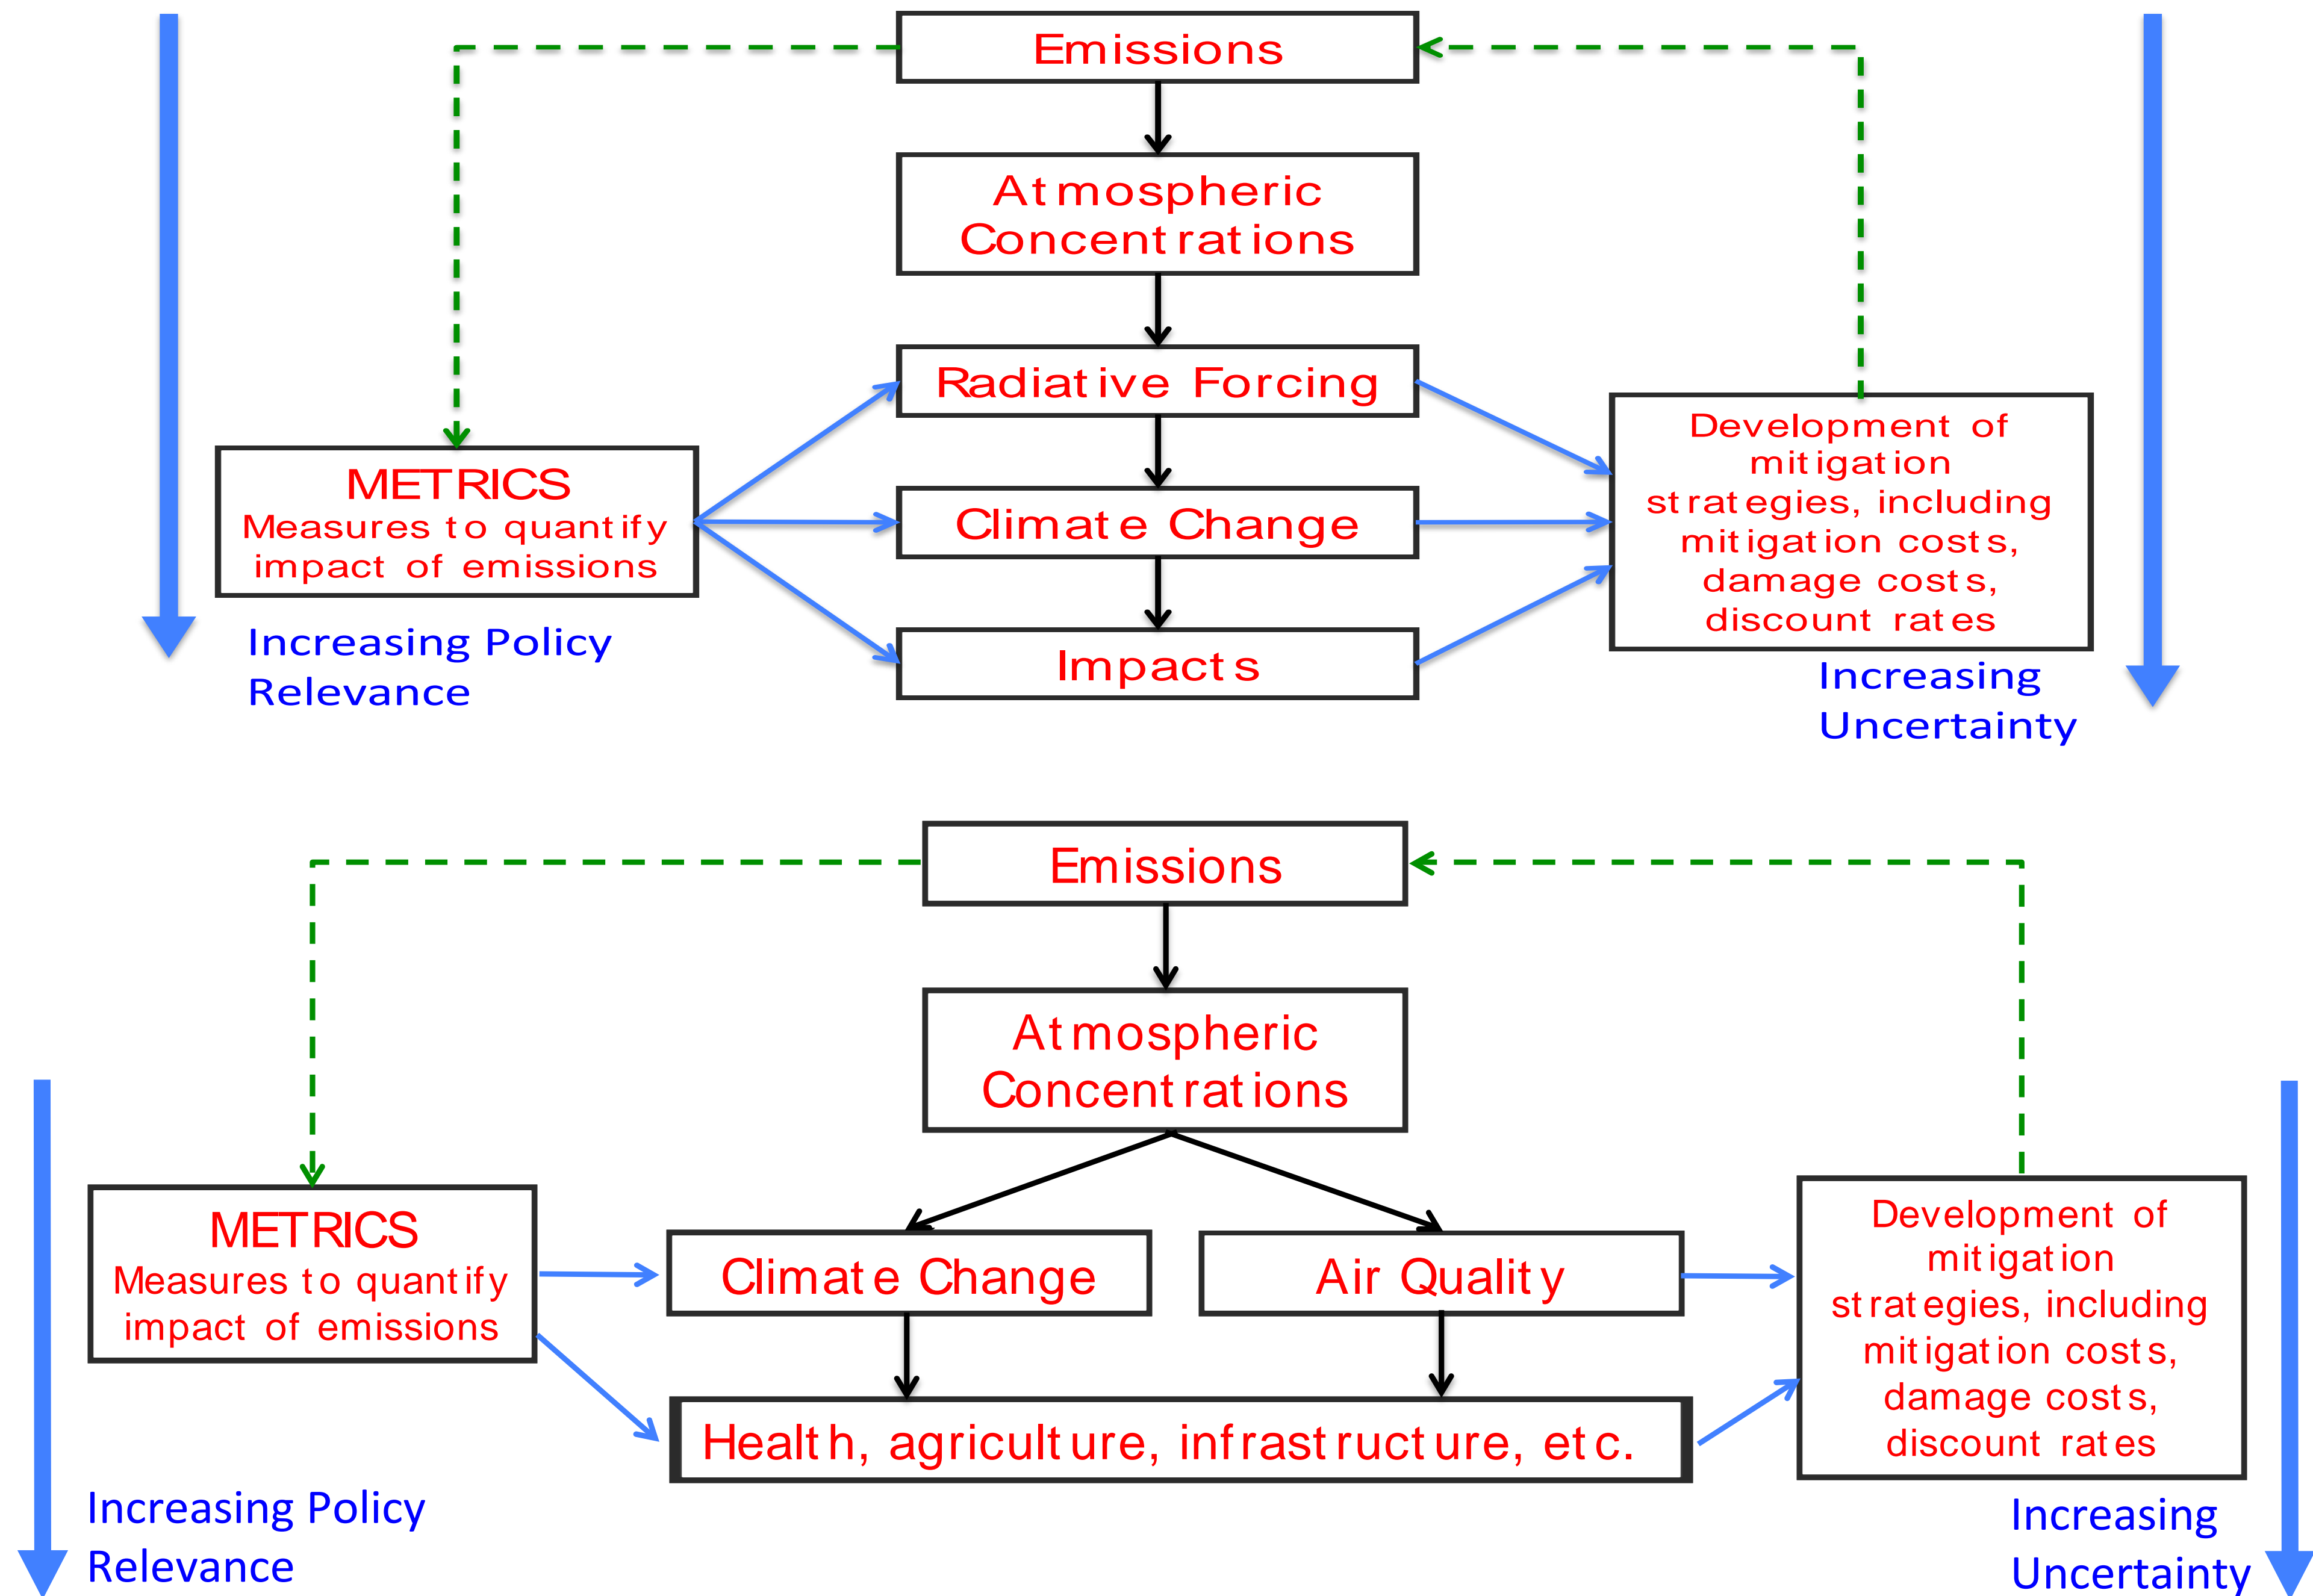 Emissions
Atmospheric
Concentrations
Radiative Forcing
METRICS
Measures to quantify
impact of emissions
Climate Change
Development of
mitigation
strategies, including
mitigation costs,
damage costs,
discount rates
Impacts
Increasing Policy
Relevance
Increasing
Uncertainty
Emissions
Atmospheric
Concentrations
METRICS
Measures to quantify
impact of emissions
Climate Change
Air Quality
Development of
mitigation
strategies, including
mitigation costs,
damage costs,
discount rates
Health, agriculture, infrastructure, etc.
Increasing Policy
Relevance
Increasing
Uncertainty